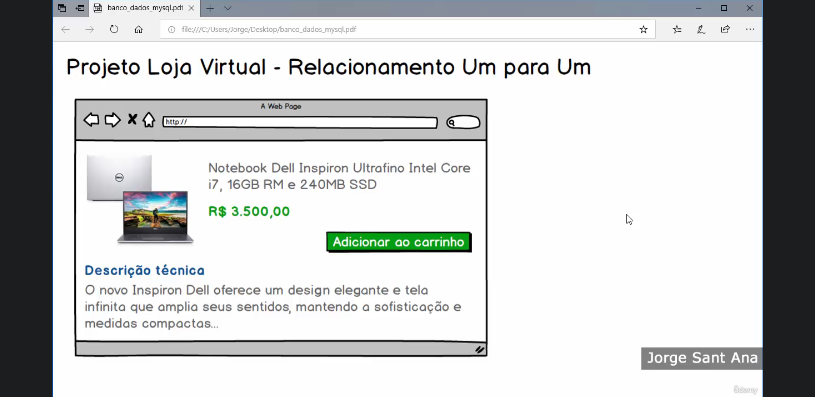 banco_dados_mysql.pdf
file:///C:/Users/Jorge/Desktop/banco_dados_mysql.pdf
Projeto Loja Virtual - Relacionamento Um para Um
A Web Page
http://
Notebook Dell Inspiron Ultrafino Intel Core
i7, 16GB RM e 240MB SSD
R$ 3.500,00
Adicionar ao carrinho
Descrição técnica
O novo Inspiron Dell oferece um design elegante e tela
infinita que amplia seus sentidos, mantendo a sofisticação e
medidas compactas...
Jorge Sant Ana
Udemy